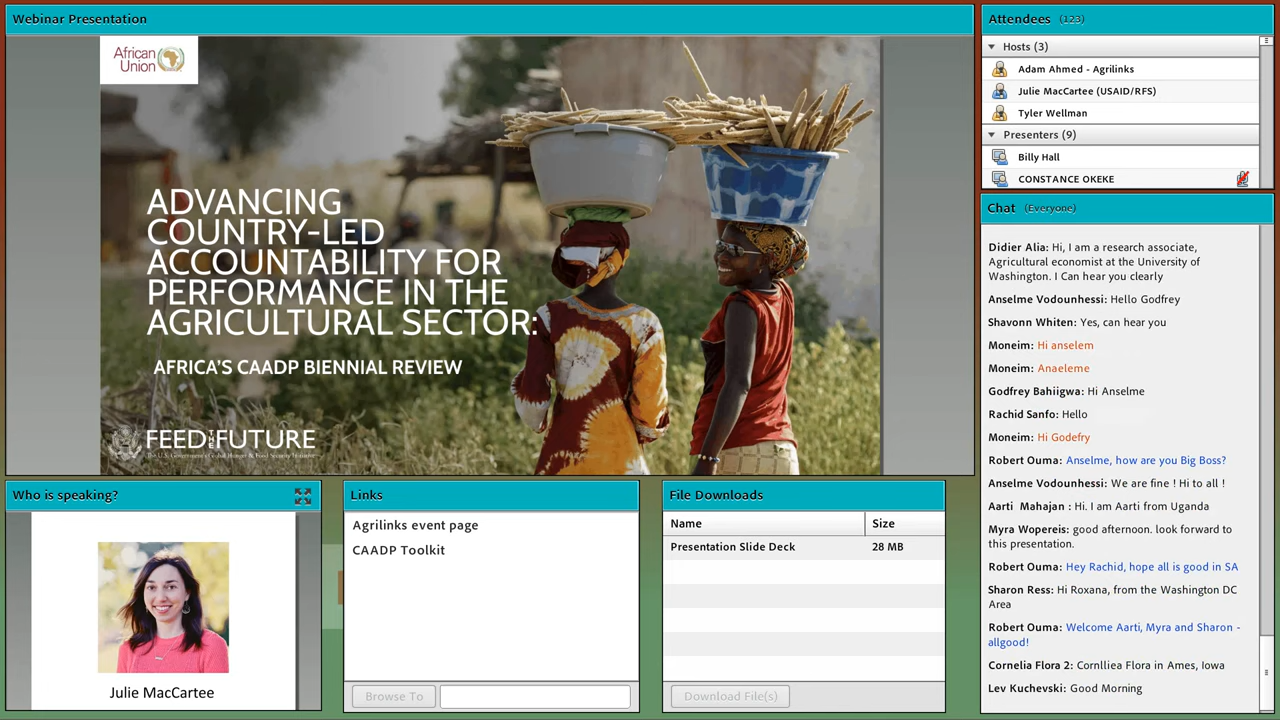 Webinar Presentation
African
Union
ADVANCING
COUNTRY-LED
ACCOUNTABILITY FOR
PERFORMANCE IN THE
AGRICULTURAL SECTOR:
AFRICA'S CAADP BIENNIAL REVIEW
FEED THE FUTURE
The U.S. Government's Global Hunger & Food Security Initiative
Who is speaking?
Julie MacCartee
Links
Agrilinks event page
CAADP Toolkit
Browse To
File Downloads
Name Size
Presentation Slide Deck 28 MB
Download File(s)
Attendees (123)
Hosts (3)
Adam Ahmed - Agrilinks
Julie MacCartee (USAID/RFS)
Tyler Wellman
Presenters (9)
Billy Hall
CONSTANCE OKEKE
Chat (Everyone)
Didier Alia: Hi, I am a research associate,
Agricultural economist at the University of
Washington. I Can hear you clearly
Anselme Vodounhessi: Hello Godfrey
Shavonn Whiten: Yes, can hear you
Moneim: Hi anselem
Moneim: Anaeleme
Godfrey Bahiigwa: Hi Anselme
Rachid Sanfo: Hello
Moneim: Hi Godefry
Robert Ouma: Anselme, how are you Big Boss?
Anselme Vodounhessi: We are fine ! Hi to all !
Aarti Mahajan : Hi. I am Aarti from Uganda
Myra Wopereis: good afternoon. look forward to
this presentation.
Robert Ouma: Hey Rachid, hope all is good in SA
Sharon Ress: Hi Roxana, from the Washington DC
Area
Robert Ouma: Welcome Aarti, Myra and Sharon -
allgood!
Cornelia Flora 2: Cornlliea Flora in Ames, Iowa
Lev Kuchevski: Good Morning